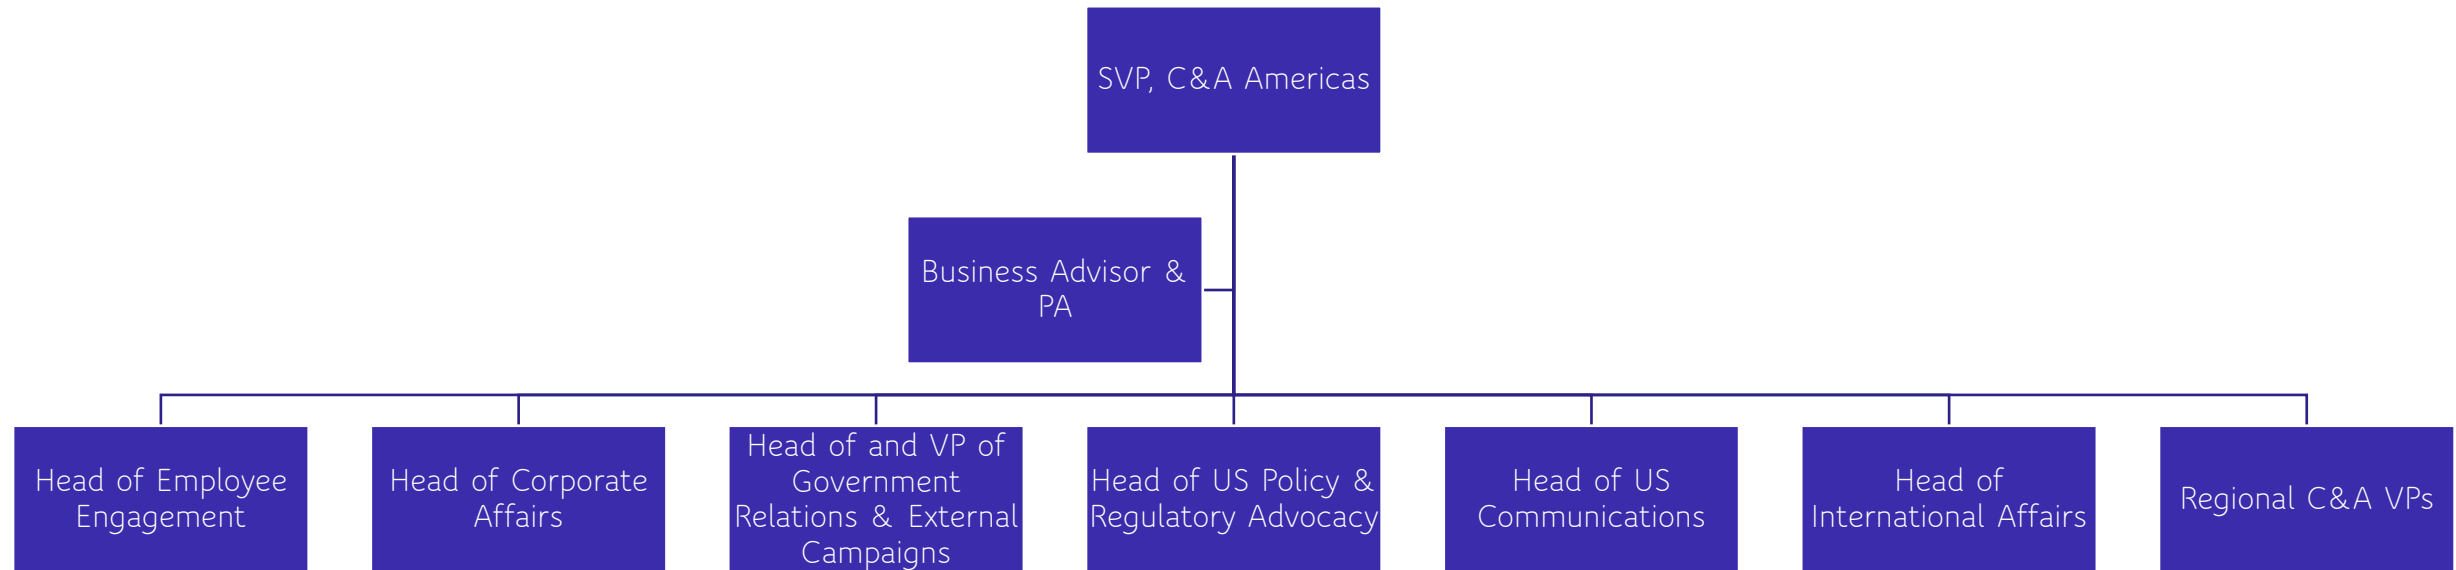 SVP, C&A Americas
Business Advisor &
PA
Head of Employee
Engagement
Head of Corporate
Affairs
Head of and VP of
Government
Relations & External
Campaigns
Head of US Policy &
Regulatory Advocacy
Head of US
Communications
Head of
International Affairs
Regional C&A VPs